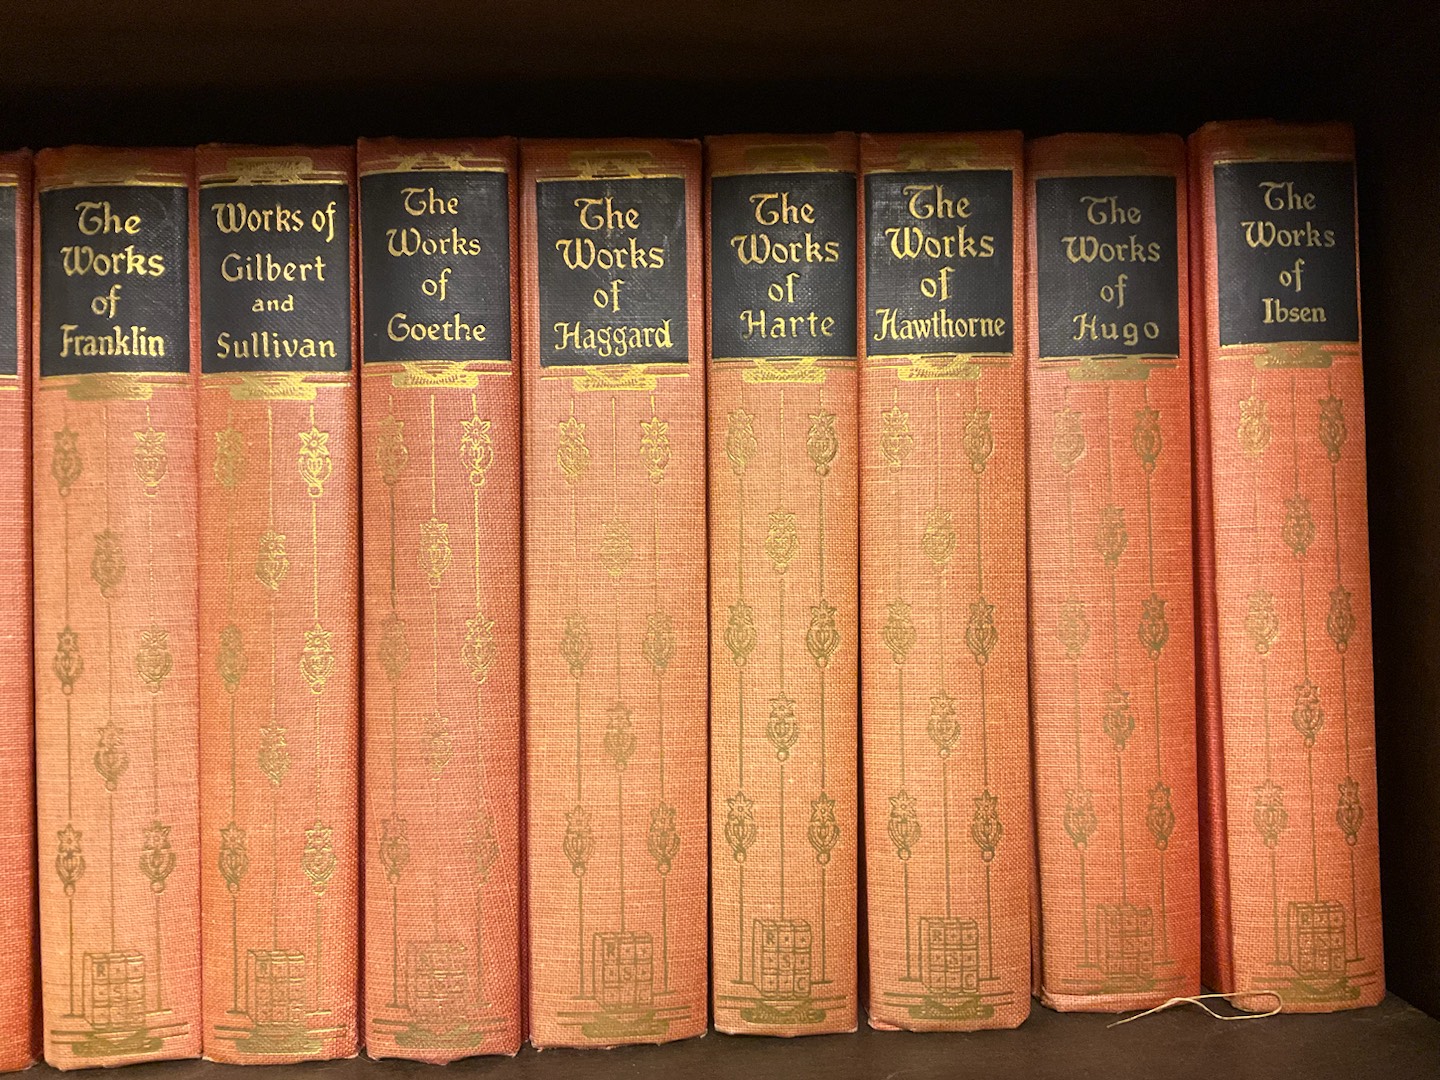 The
Works
of
Franklin
Works of
Gilbert
and
Sullivan
The
Works
of
Goethe
The
Works
of
Haggard
The
Works
of
Harte
The
Works
of
Hawthorne
The
Works
of
Hugo
The
Works
of
Ibsen
R
S
C
R
S
C
R
S
C